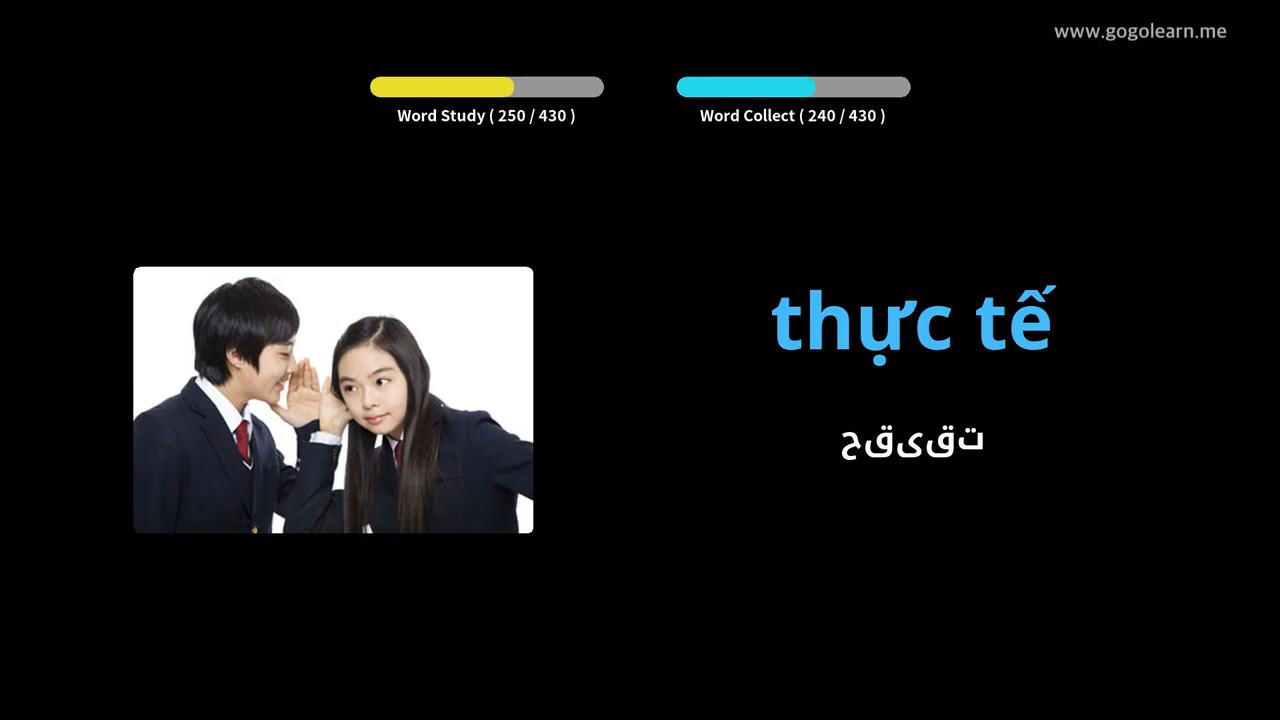 www.gogolearn.me
Word Study ( 250 / 430 )
Word Collect ( 240 / 430 )
thực tế
حقیقت